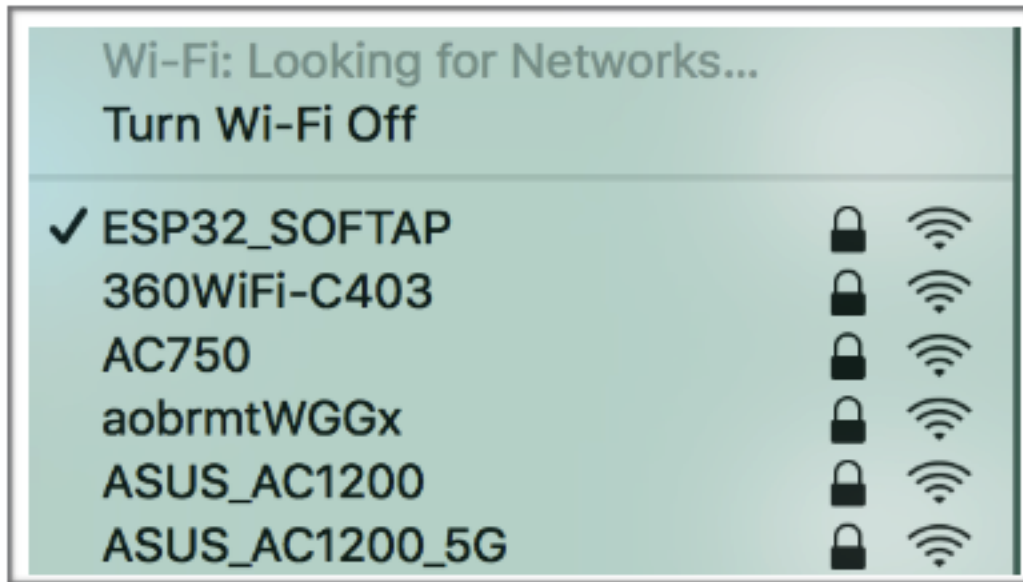 Wi-Fi: Looking for Networks...
Turn Wi-Fi Off
ESP32_SOFTAP
360WiFi-C403
AC750
aobrmtWGGx
ASUS_AC1200
ASUS_AC1200_5G